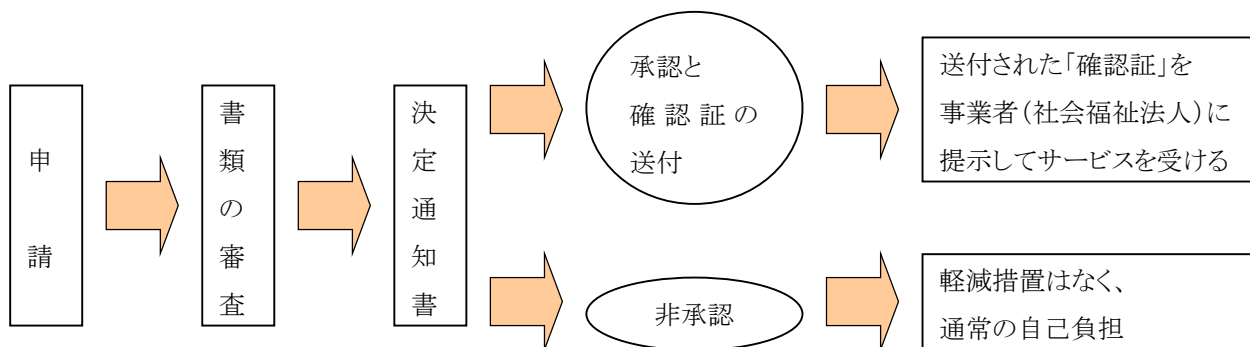 申請
書類の審査
決定通知書
承認と
確認証の
送付
送付された「確認証」を
事業者(社会福祉法人)に
提示してサービスを受ける
非承認
軽減措置はなく、
通常の自己負担